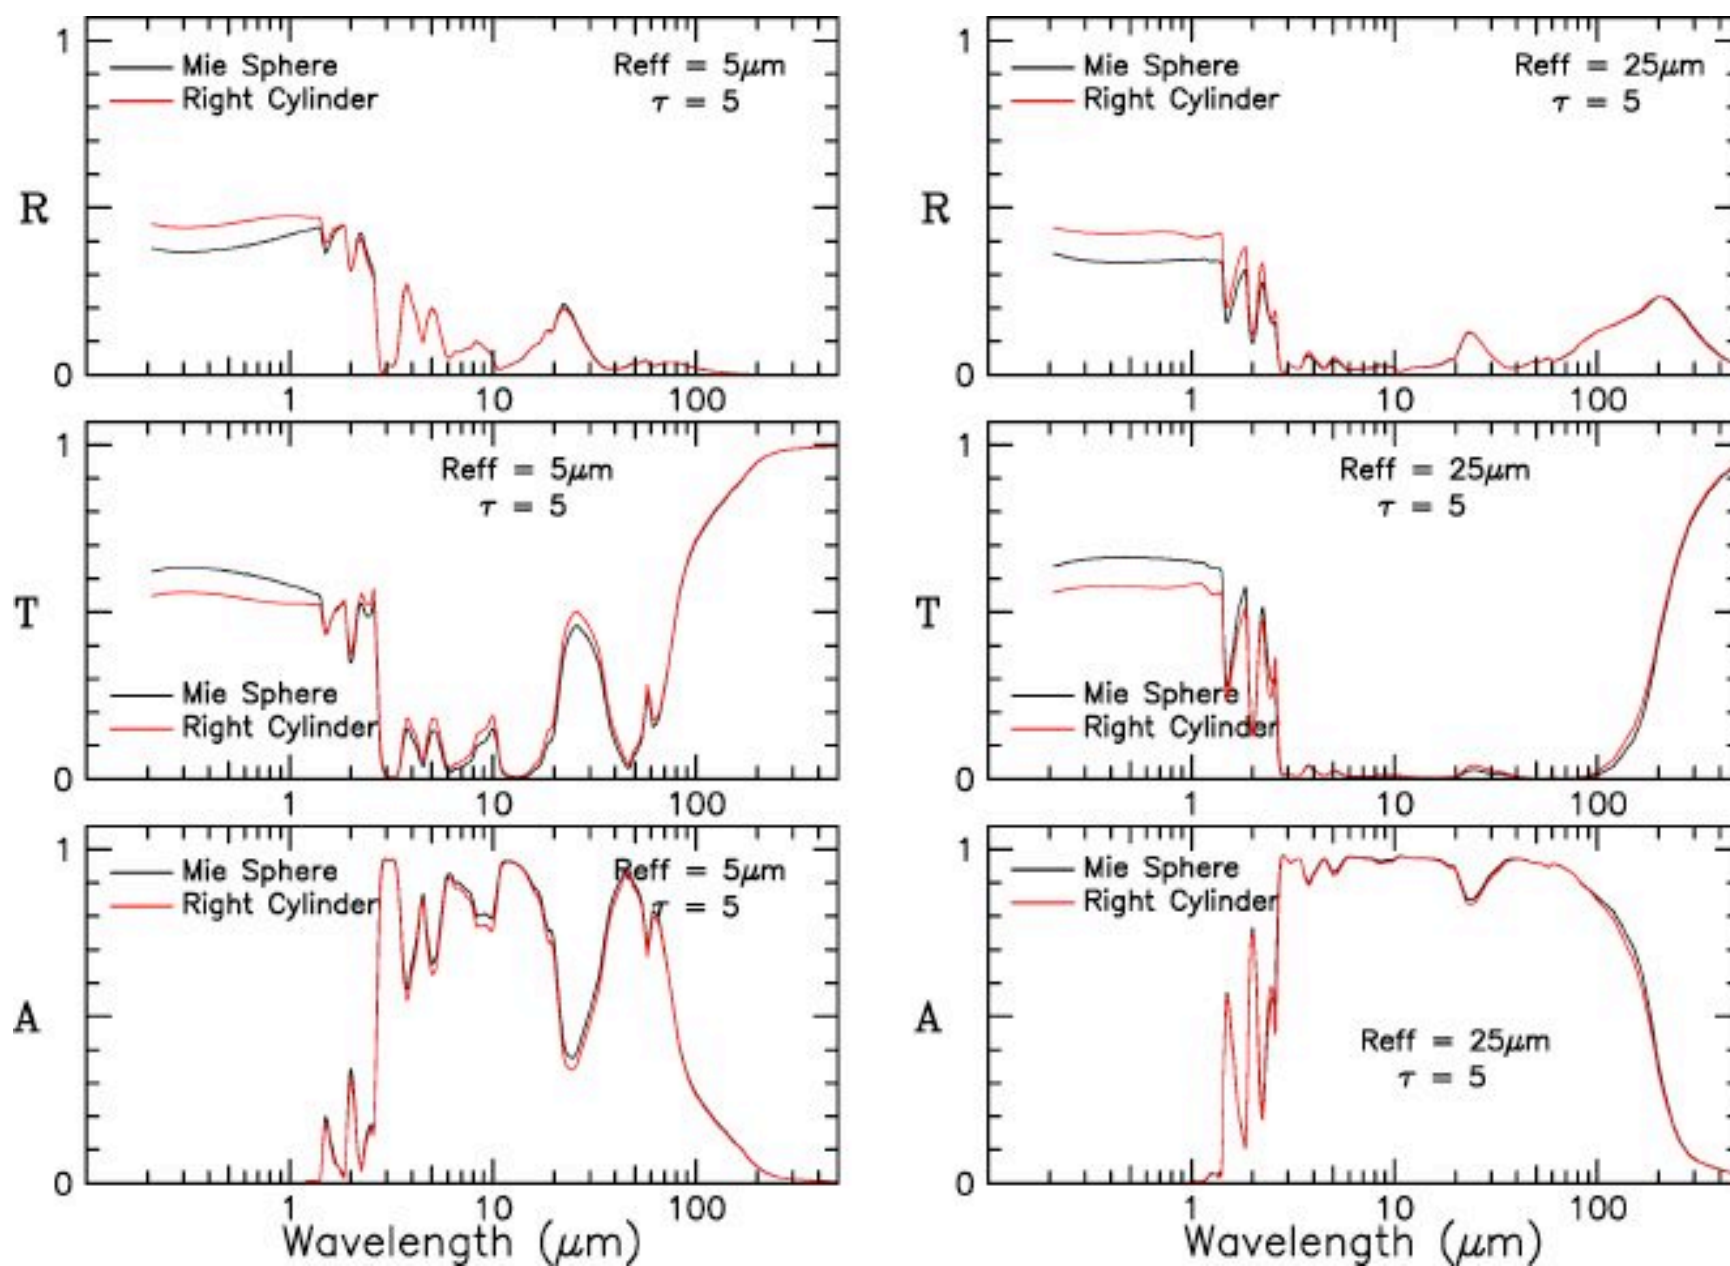 1
Mie Sphere
Right Cylinder
Reff = 5μm
τ = 5
R
0
1
10
100
1
Mie Sphere
Right Cylinder
Reff = 25μm
τ = 5
R
0
1
10
100
1
Reff = 5μm
τ = 5
T
Mie Sphere
Right Cylinder
0
1
10
100
1
Reff = 25μm
τ = 5
T
Mie Sphere
Right Cylinder
0
1
10
100
1
Mie Sphere
Right Cylinder
Reff = 5μm
τ = 5
A
0
1
10
100
Wavelength (μm)
1
Mie Sphere
Right Cylinder
A
Reff = 25μm
τ = 5
0
1
10
100
Wavelength (μm)